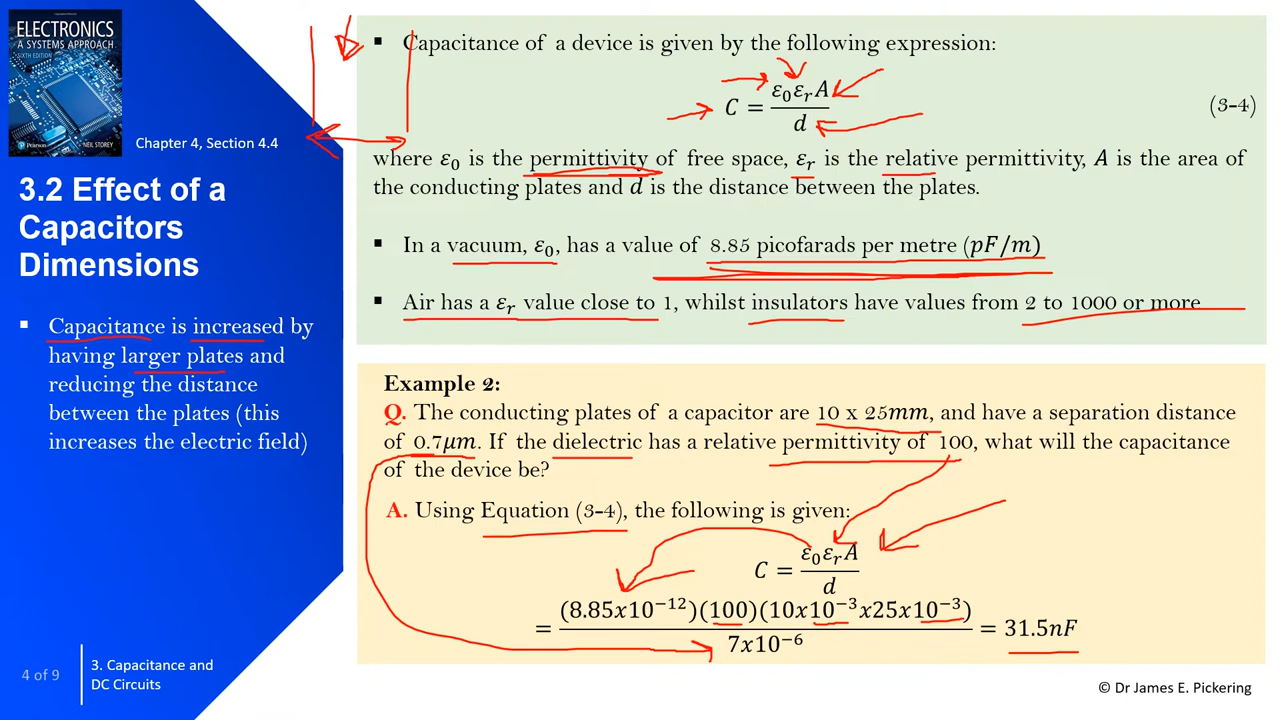 ELECTRONICS
A SYSTEMS APPROACH
SIXTH EDITION
Pearson
NEIL STOREY
Chapter 4, Section 4.4
3.2 Effect of a
Capacitors
Dimensions
▪ Capacitance is increased by
having larger plates and
reducing the distance
between the plates (this
increases the electric field)
4 of 9
3. Capacitance and
DC Circuits
▪ Capacitance of a device is given by the following expression:
C = ε₀εᵣA / d (3-4)
where ε₀ is the permittivity of free space, εᵣ is the relative permittivity, A is the area of
the conducting plates and d is the distance between the plates.
▪ In a vacuum, ε₀, has a value of 8.85 picofarads per metre (pF/m)
▪ Air has a εᵣ value close to 1, whilst insulators have values from 2 to 1000 or more
Example 2:
Q. The conducting plates of a capacitor are 10 x 25mm, and have a separation distance
of 0.7μm. If the dielectric has a relative permittivity of 100, what will the capacitance
of the device be?
A. Using Equation (3-4), the following is given:
C = ε₀εᵣA / d
= (8.85x10⁻¹²)(100)(10x10⁻³x25x10⁻³) / 7x10⁻⁶ = 31.5nF
© Dr James E. Pickering